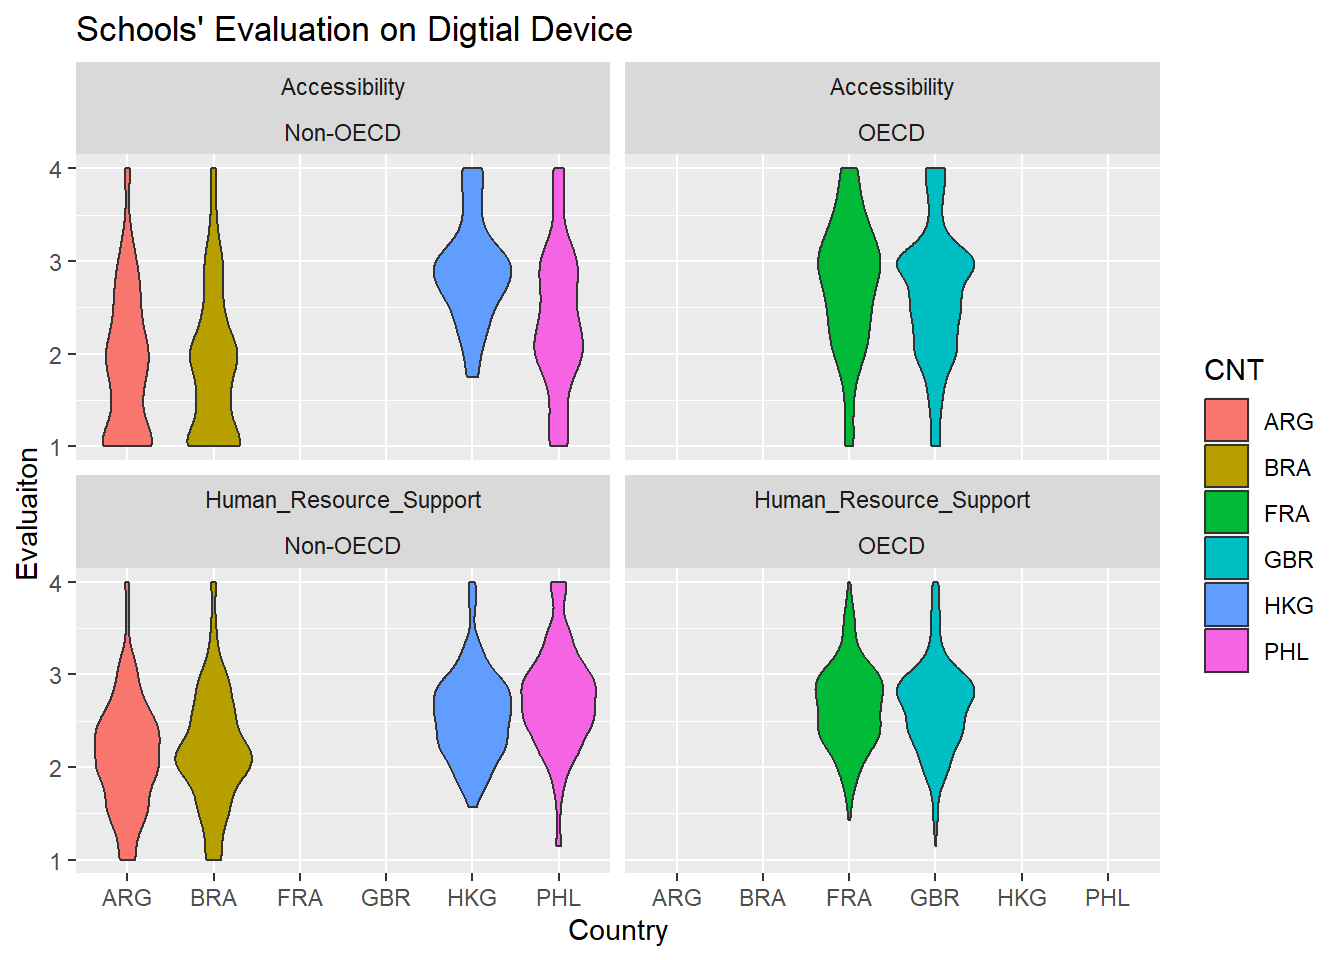 Schools' Evaluation on Digtial Device
Accessibility
Non-OECD
Accessibility
OECD
4
3
2
1
Human_Resource_Support
Non-OECD
Human_Resource_Support
OECD
4
3
2
1
Evaluaiton
ARG BRA FRA GBR HKG PHL
ARG BRA FRA GBR HKG PHL
Country
CNT
ARG
BRA
FRA
GBR
HKG
PHL